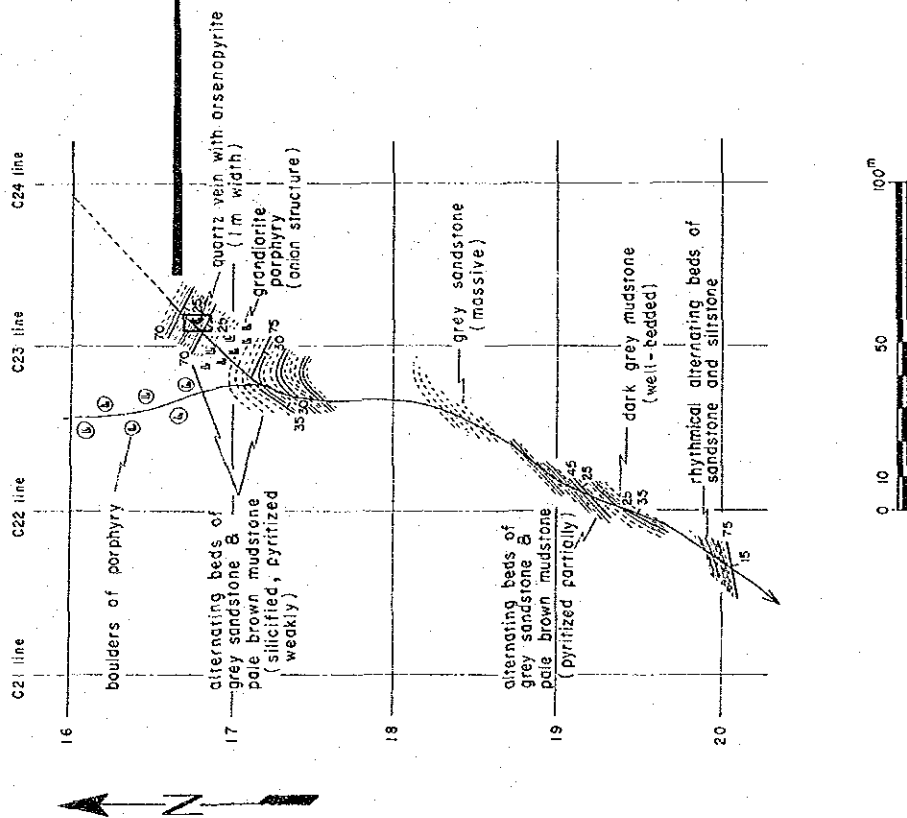 C21 line
C22 line
C23 line
C24 line
16
17
18
19
20
N
boulders of porphyry
alternating beds of
grey sandstone &
pale brown mudstone
(silicified, pyritized
weakly)
quartz vein with arsenopyrite
(1m width)
grandiorite
porphyry
(onion structure)
70
70
25
25
75
50
30
35
grey sandstone
(massive)
alternating beds of
grey sandstone &
pale brown mudstone
(pyritized partially)
45
25
25
35
dark grey mudstone
(well-bedded)
rhythmical alternating beds of
sandstone and siltstone
75
15
0
10
50
100m